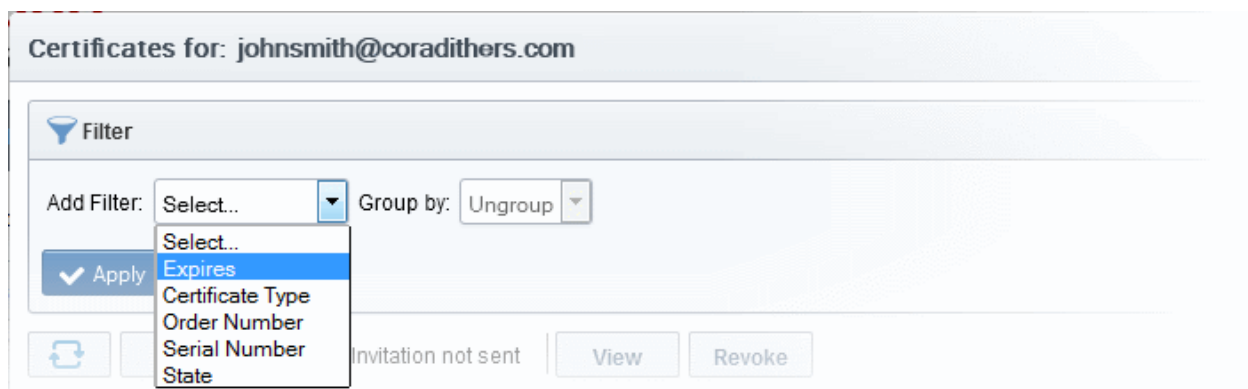 Certificates for: johnsmith@coradithers.com
Filter
Add Filter: Select... Group by: Ungroup
Select...
Expires
Apply
Certificate Type
Order Number
Serial Number
State
Invitation not sent View Revoke